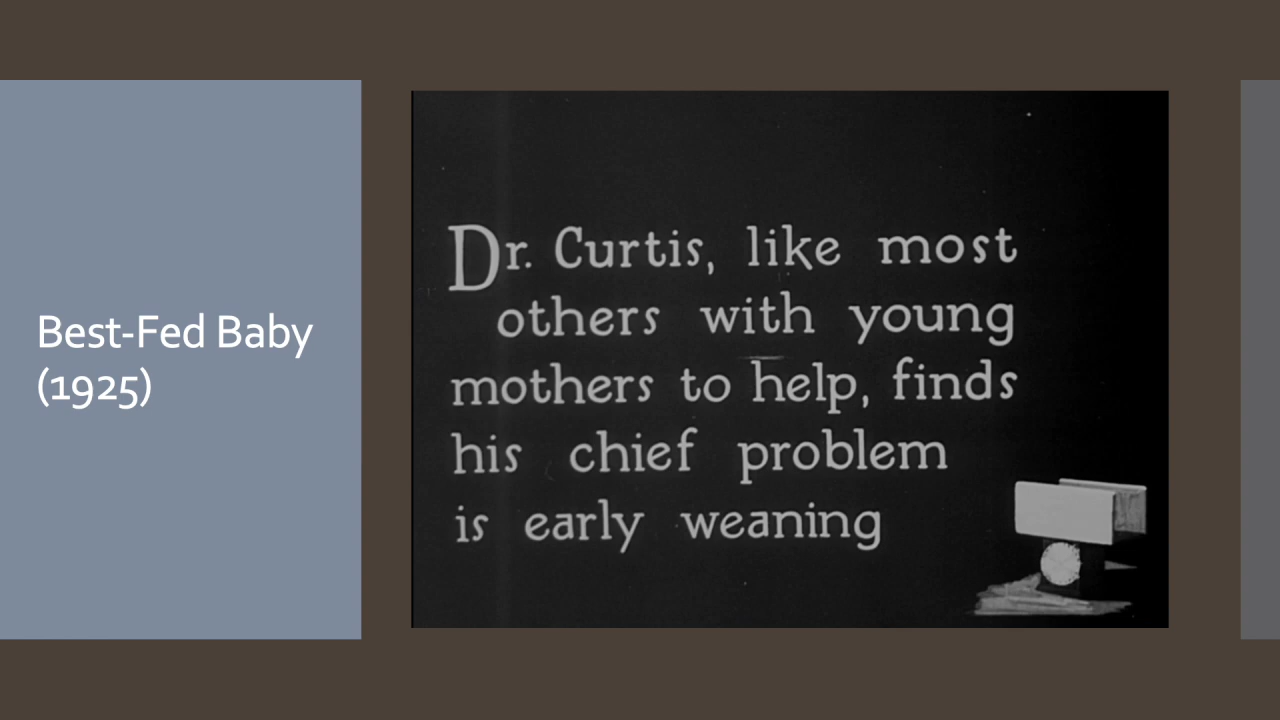 Best-Fed Baby
(1925)
Dr. Curtis, like most
others with young
mothers to help, finds
his chief problem
is early weaning